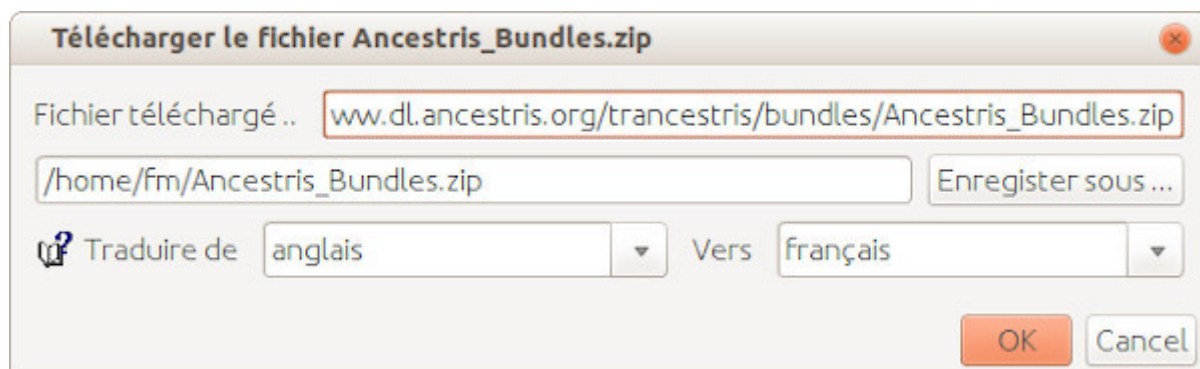 Télécharger le fichier Ancestris_Bundles.zip
Fichier téléchargé .. ww.dl.ancestris.org/trancestris/bundles/Ancestris_Bundles.zip
/home/fm/Ancestris_Bundles.zip Enregister sous ...
Traduire de anglais Vers français
OK Cancel